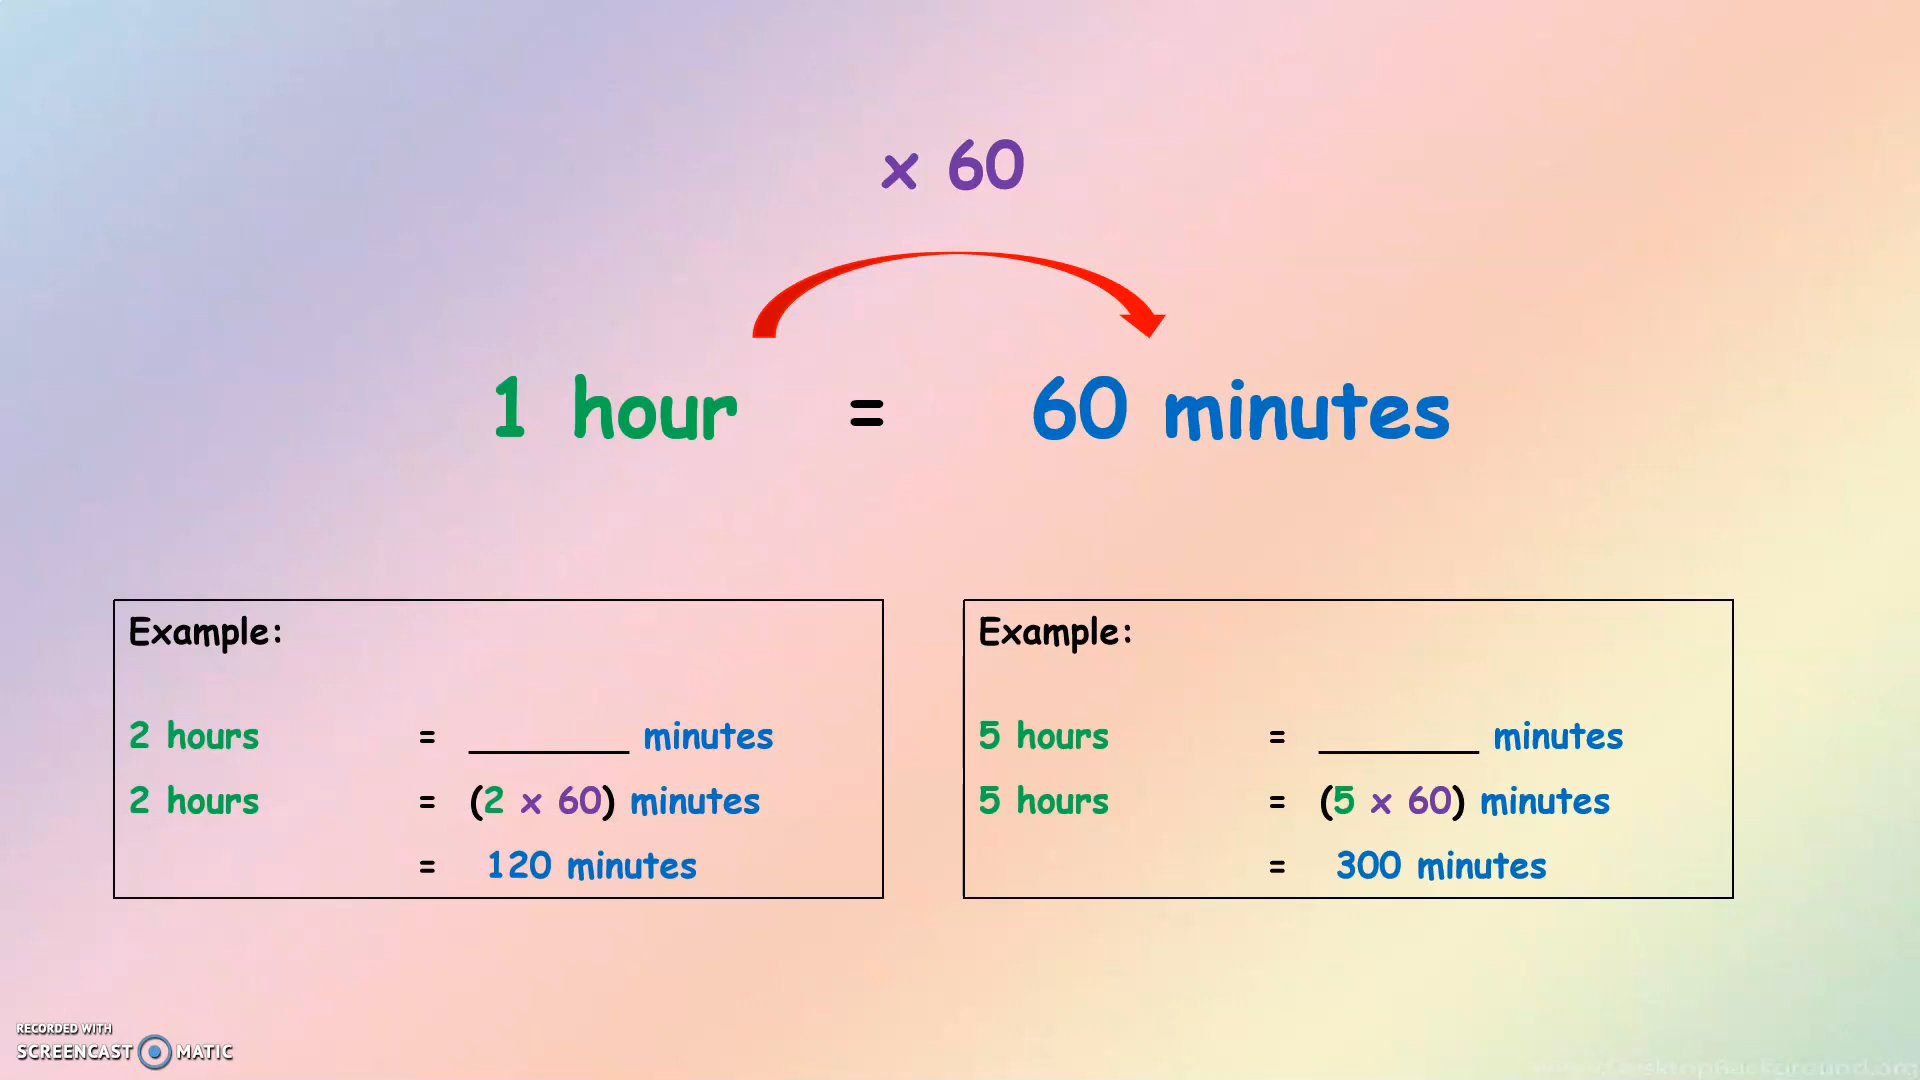 x 60
1 hour = 60 minutes
Example:
2 hours = ________ minutes
2 hours = (2 x 60) minutes
= 120 minutes
Example:
5 hours = ________ minutes
5 hours = (5 x 60) minutes
= 300 minutes
RECORDED WITH
SCREENCAST MATIC